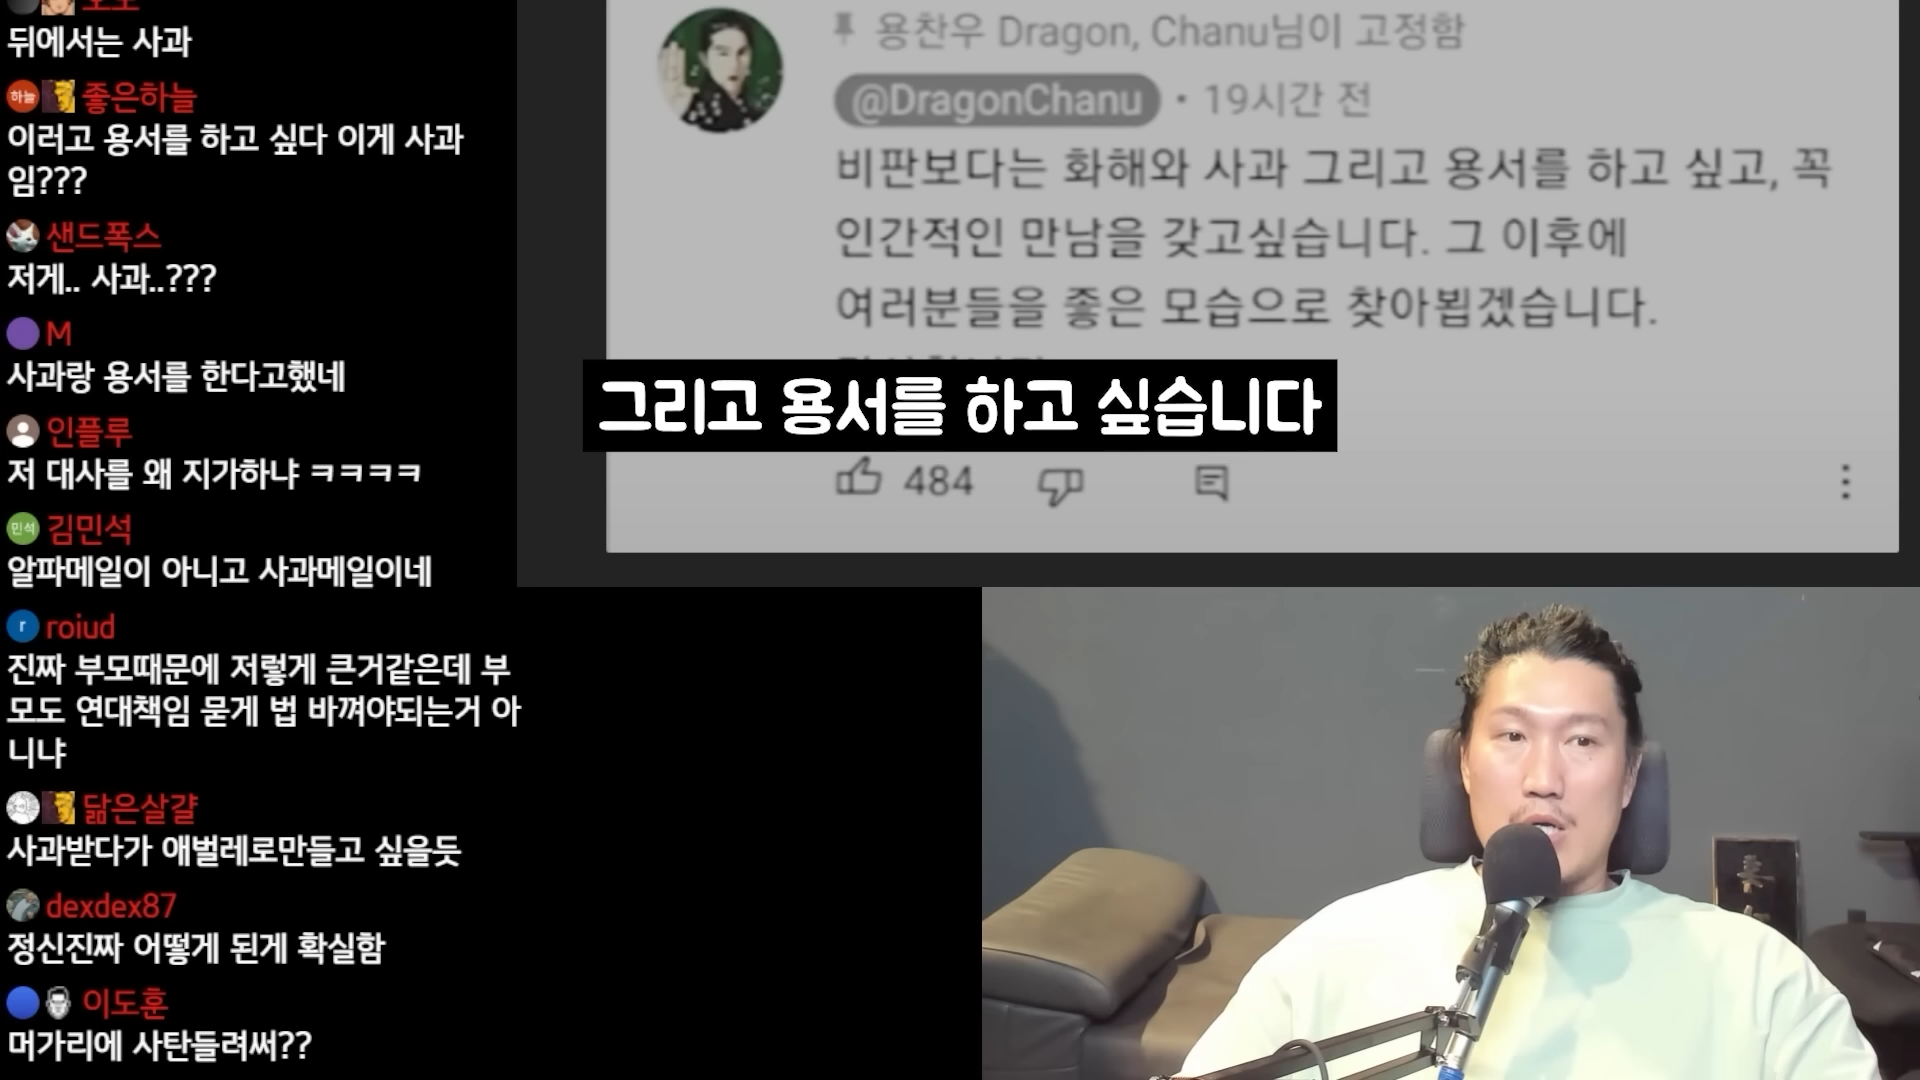 뒤에서는 사과
하늘 좋은하늘
이러고 용서를 하고 싶다 이게 사과
임???
샌드폭스
저게.. 사과..???
M
사과랑 용서를 한다고했네
인플루
저 대사를 왜 지가하냐 ㅋㅋㅋㅋ
민석 김민석
알파메일이 아니고 사과메일이네
r roiud
진짜 부모때문에 저렇게 큰거같은데 부
모도 연대책임 묻게 법 바껴야되는거 아
니냐
닮은살걀
사과받다가 애벌레로만들고 싶을듯
dexdex87
정신진짜 어떻게 된게 확실함
이도훈
머가리에 사탄들려써??
용찬우 Dragon, Chanu님이 고정함
@DragonChanu • 19시간 전
비판보다는 화해와 사과 그리고 용서를 하고 싶고, 꼭
인간적인 만남을 갖고싶습니다. 그 이후에
여러분들을 좋은 모습으로 찾아뵙겠습니다.
그리고 용서를 하고 싶습니다
484